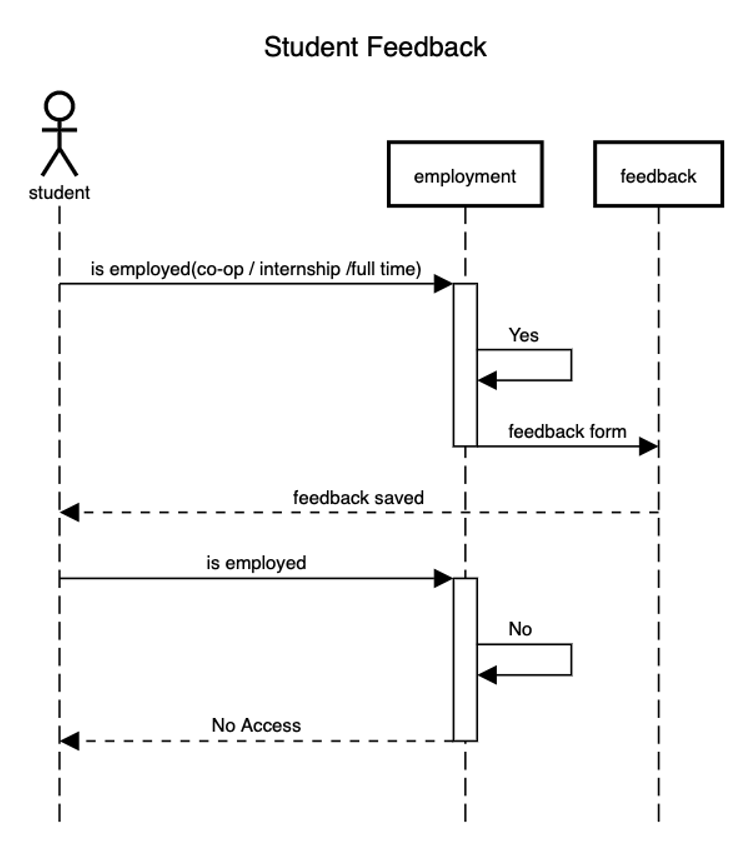 Student Feedback
student
employment
feedback
is employed(co-op / internship /full time)
Yes
feedback form
feedback saved
is employed
No
No Access